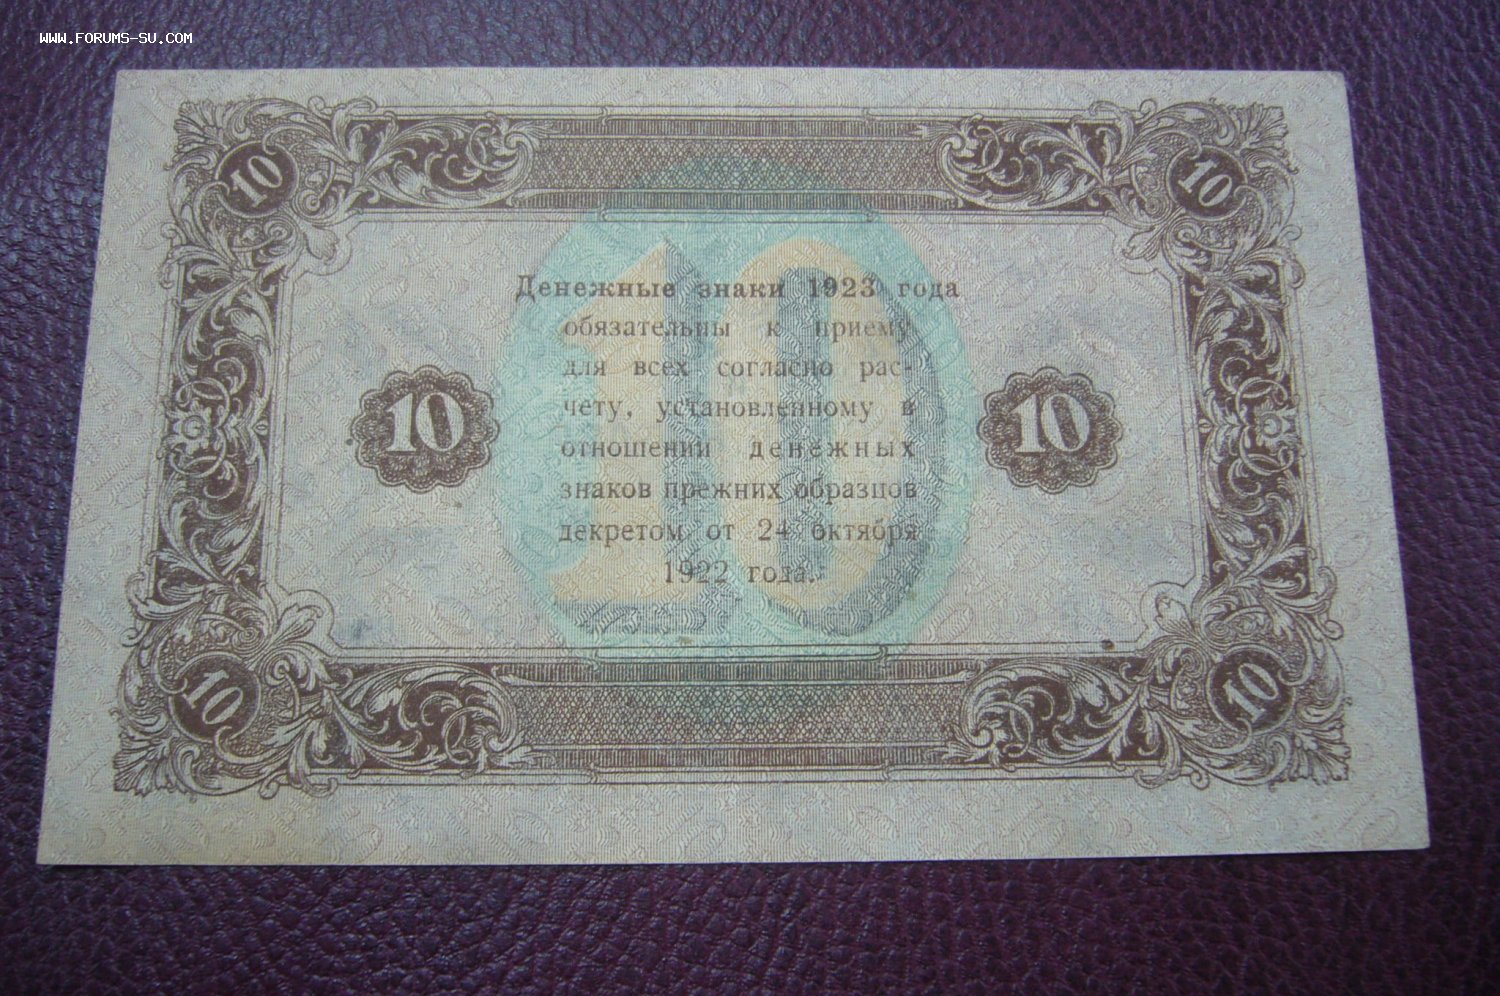 WWW.FORUMS-SU.COM
10 10
10
Денежные знаки 1923 года
обязательны к приему
для всех согласно рас-
чету, установленному в
отношении денежных
знаков прежних образцов
декретом от 24 октября
1922 года.
10 10
10 10